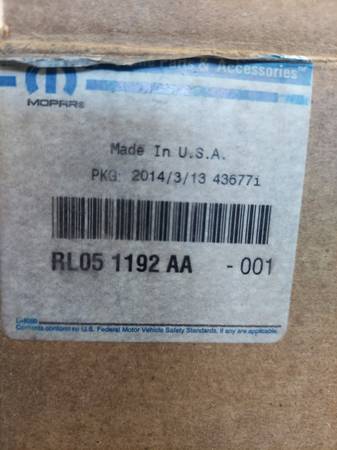 Parts & Accessories™
MOPAR®
Made In U.S.A.
PKG: 2014/3/13 43677i
RL05 1192 AA - 001
Contents conform to U.S. Federal Motor Vehicle Safety Standards, if any are applicable.